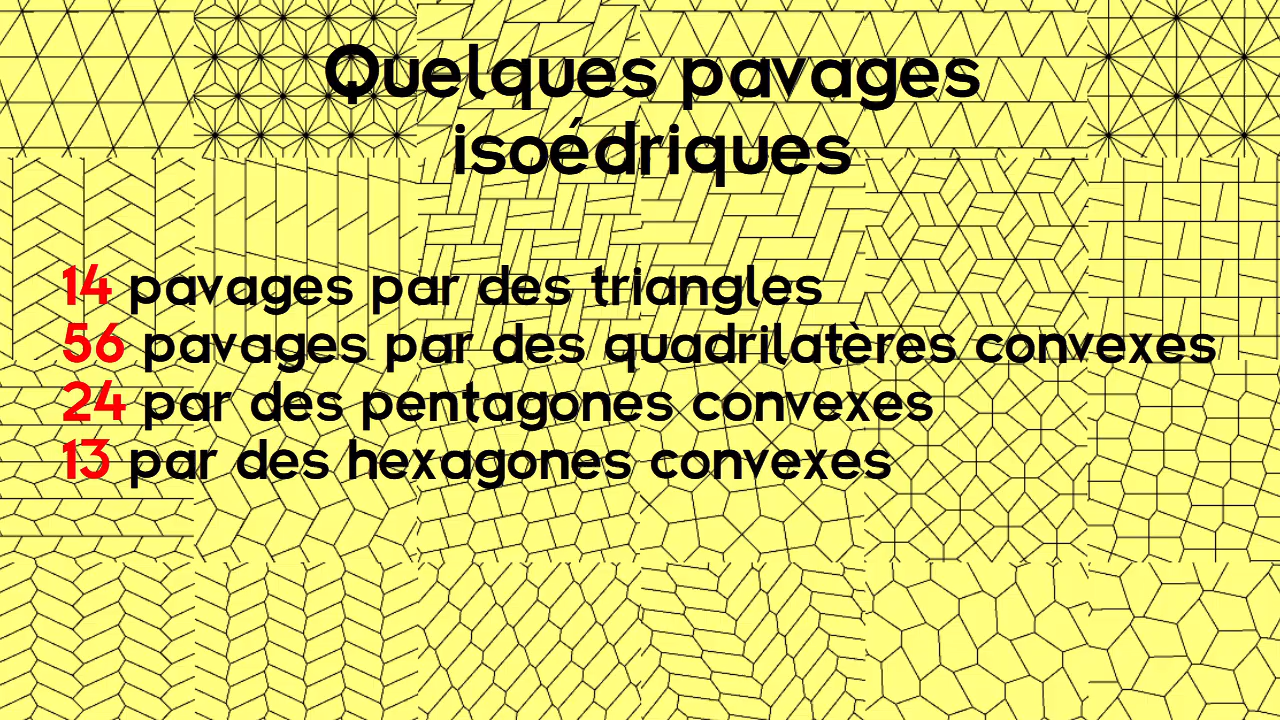 Quelques pavages
isoédriques
14 pavages par des triangles
56 pavages par des quadrilatères convexes
24 par des pentagones convexes
13 par des hexagones convexes